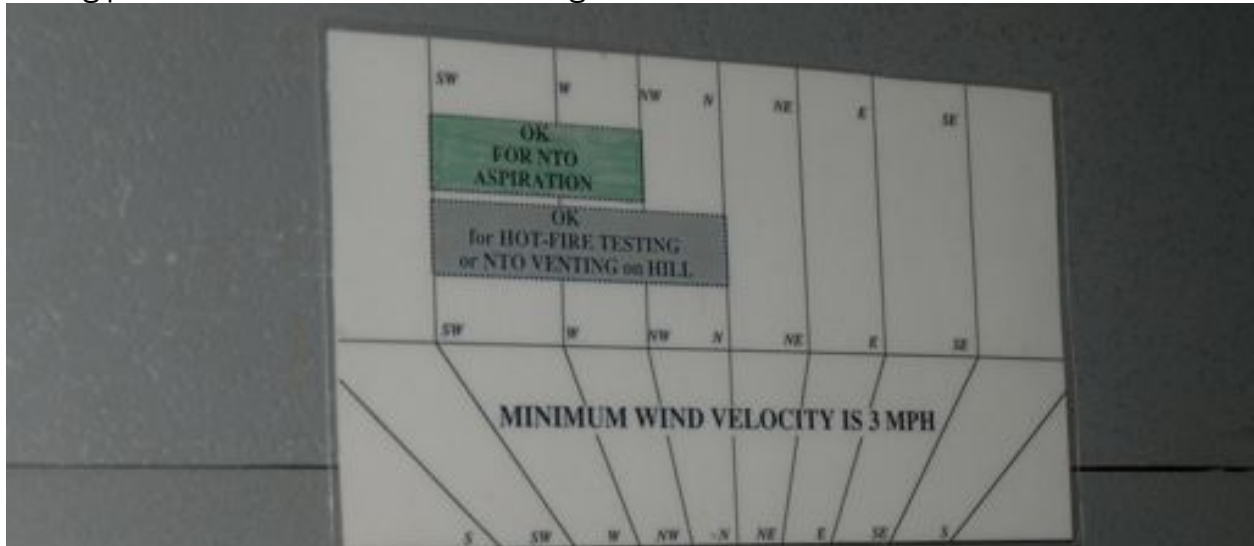 SW W NW N NE E SE
OK
FOR NTO
ASPIRATION
OK
for HOT-FIRE TESTING
or NTO VENTING on HILL
SW W NW N NE E SE
MINIMUM WIND VELOCITY IS 3 MPH
S SW W NW N NE E SE S